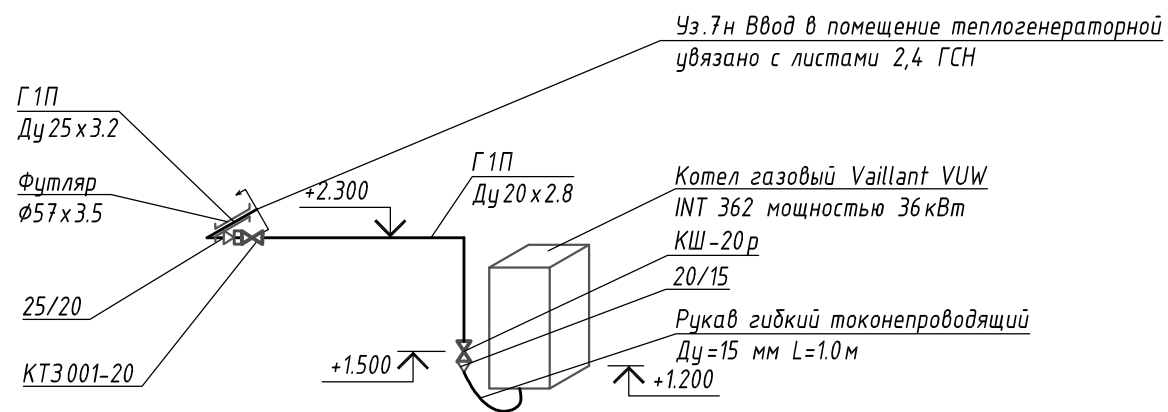 Уз.7н Ввод в помещение теплогенераторной
увязано с листами 2,4 ГСН
Г1П
Ду25х3.2
Футляр
Ф57х3.5
+2.300
Г1П
Ду20х2.8
Котел газовый Vaillant VUW
INT 362 мощностью 36кВт
КШ-20р
20/15
25/20
Рукав гибкий токонепроводящий
Ду=15 мм L=1.0м
КТЗ001-20
+1.500
+1.200